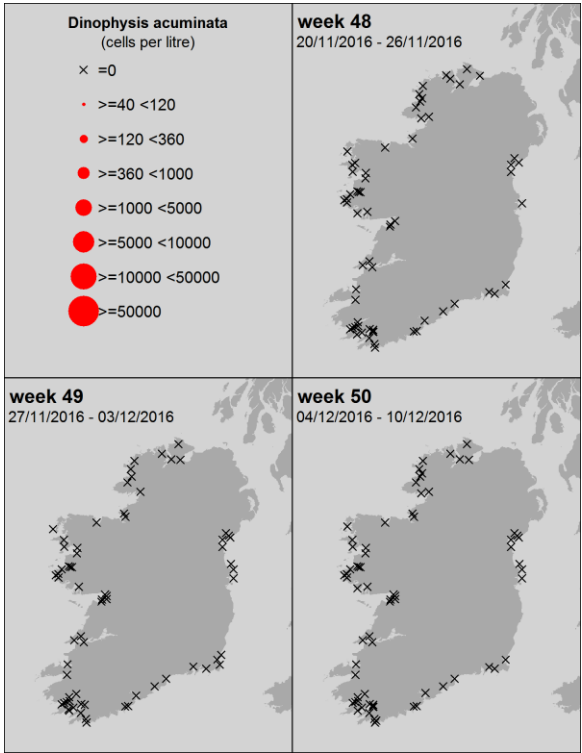 Dinophysis acuminata
(cells per litre)
=0
>=40 <120
>=120 <360
>=360 <1000
>=1000 <5000
>=5000 <10000
>=10000 <50000
>=50000
week 48
20/11/2016 - 26/11/2016
week 49
27/11/2016 - 03/12/2016
week 50
04/12/2016 - 10/12/2016